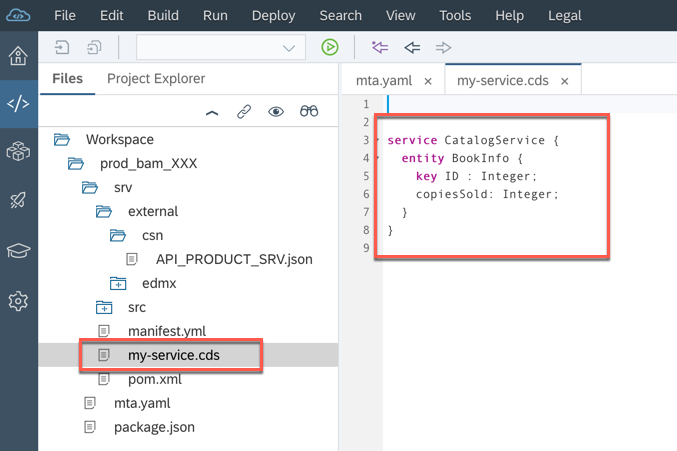 File Edit Build Run Deploy Search View Tools Help Legal
Files Project Explorer
mta.yaml × my-service.cds ×
Workspace
prod_bam_XXX
srv
external
csn
API_PRODUCT_SRV.json
edmx
src
manifest.yml
my-service.cds
pom.xml
mta.yaml
package.json
1
2
3 service CatalogService {
4 entity BookInfo {
5 key ID : Integer;
6 copiesSold: Integer;
7 }
8 }
9